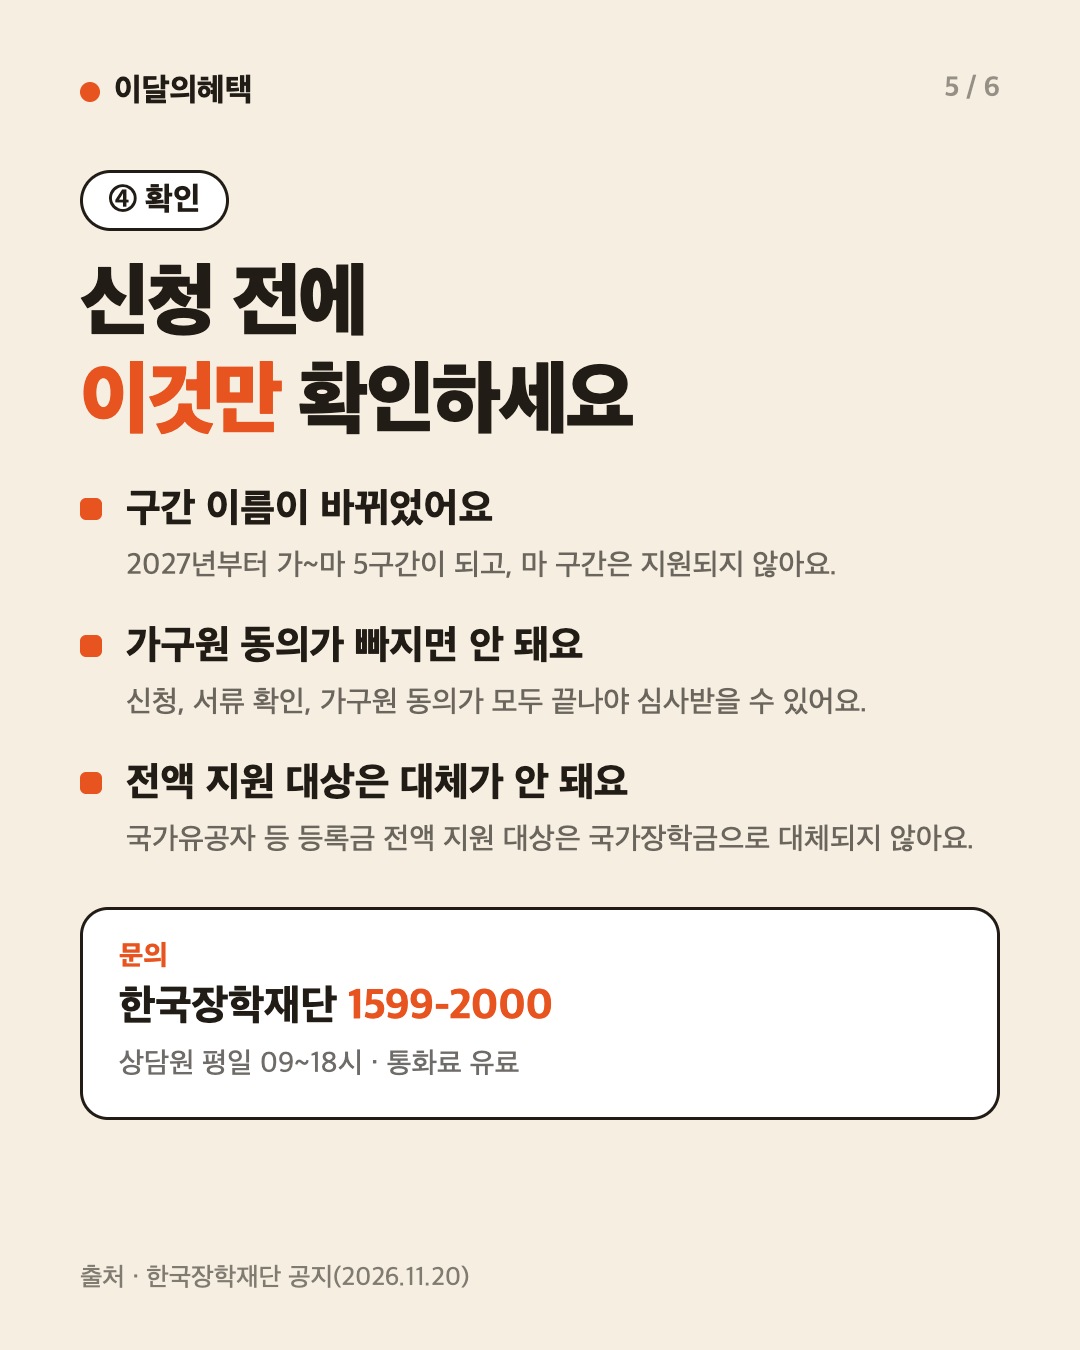 이달의혜택
5 / 6
④ 확인
신청 전에
이것만 확인하세요
구간 이름이 바뀌었어요
2027년부터 가~마 5구간이 되고, 마 구간은 지원되지 않아요.
가구원 동의가 빠지면 안 돼요
신청, 서류 확인, 가구원 동의가 모두 끝나야 심사받을 수 있어요.
전액 지원 대상은 대체가 안 돼요
국가유공자 등 등록금 전액 지원 대상은 국가장학금으로 대체되지 않아요.
문의
한국장학재단 1599-2000
상담원 평일 09~18시 · 통화료 유료
출처 · 한국장학재단 공지(2026.11.20)